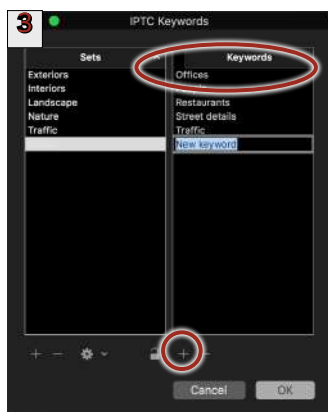 3
IPTC Keywords
Sets
Keywords
Exteriors
Interiors
Landscape
Nature
Traffic
Offices
Restaurants
Street details
Traffic
New keyword
+ -
+ -
Cancel
OK